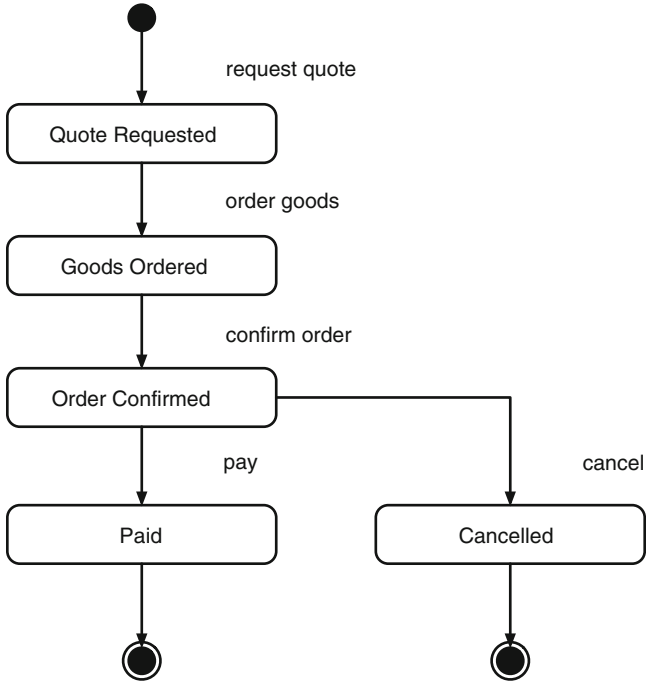 request quote
Quote Requested
order goods
Goods Ordered
confirm order
Order Confirmed
pay
cancel
Paid
Cancelled